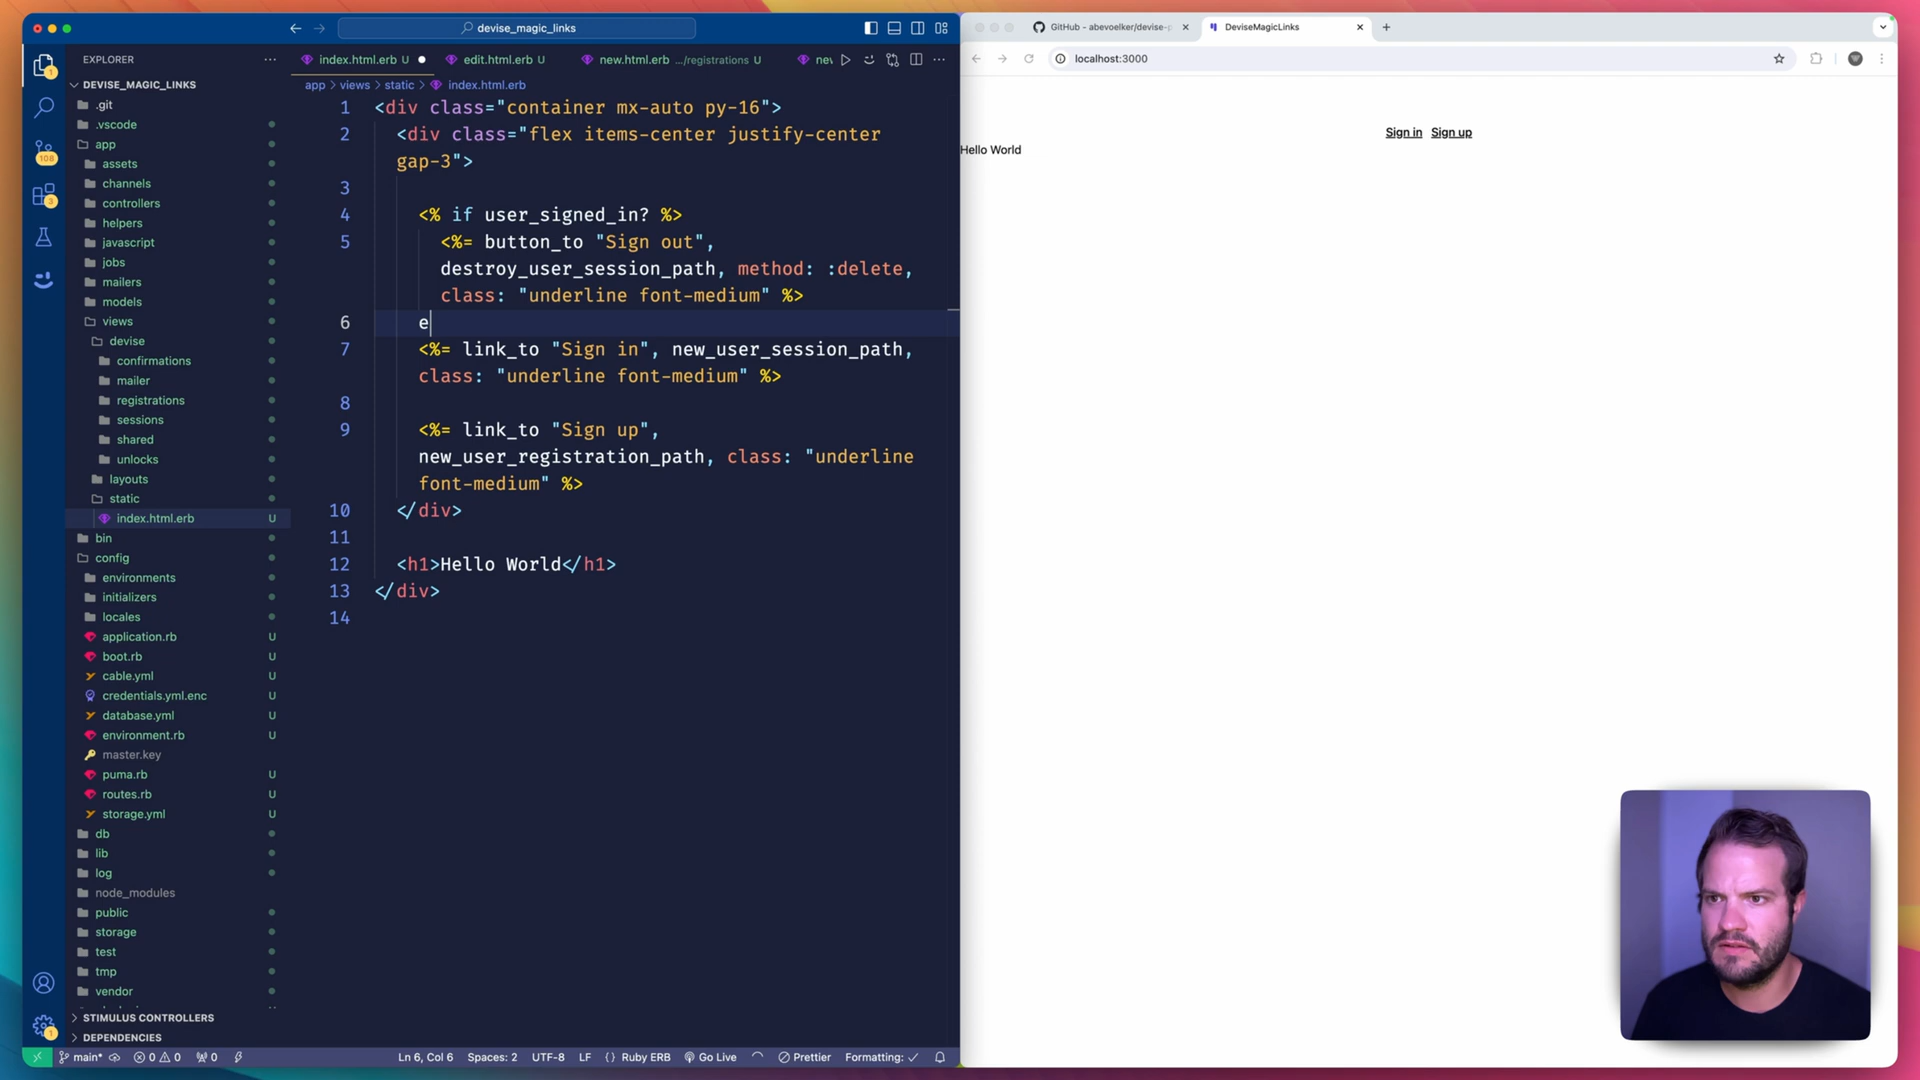 devise_magic_links
GitHub - abevoelker/devise-p
DeviseMagicLinks
localhost:3000
EXPLORER
index.html.erb U
edit.html.erb U
new.html.erb .../registrations U
DEVISE_MAGIC_LINKS
app > views > static > index.html.erb
.git
.vscode
app
assets
channels
controllers
helpers
javascript
jobs
mailers
models
views
devise
confirmations
mailer
registrations
sessions
shared
unlocks
layouts
static
index.html.erb U
bin
config
environments
initializers
locales
application.rb U
boot.rb U
cable.yml U
credentials.yml.enc U
database.yml U
environment.rb U
master.key
puma.rb U
routes.rb U
storage.yml U
db
lib
log
node_modules
public
storage
test
tmp
vendor
STIMULUS CONTROLLERS
DEPENDENCIES
1 <div class="container mx-auto py-16">
2 <div class="flex items-center justify-center
gap-3">
3
4 <% if user_signed_in? %>
5 <%= button_to "Sign out",
destroy_user_session_path, method: :delete,
class: "underline font-medium" %>
6 e
7 <%= link_to "Sign in", new_user_session_path,
class: "underline font-medium" %>
8
9 <%= link_to "Sign up",
new_user_registration_path, class: "underline
font-medium" %>
10 </div>
11
12 <h1>Hello World</h1>
13 </div>
14
Sign in Sign up
Hello World
1
108
3
1
main* 0 0 0 Ln 6, Col 6 Spaces: 2 UTF-8 LF {} Ruby ERB Go Live Prettier Formatting: ✓